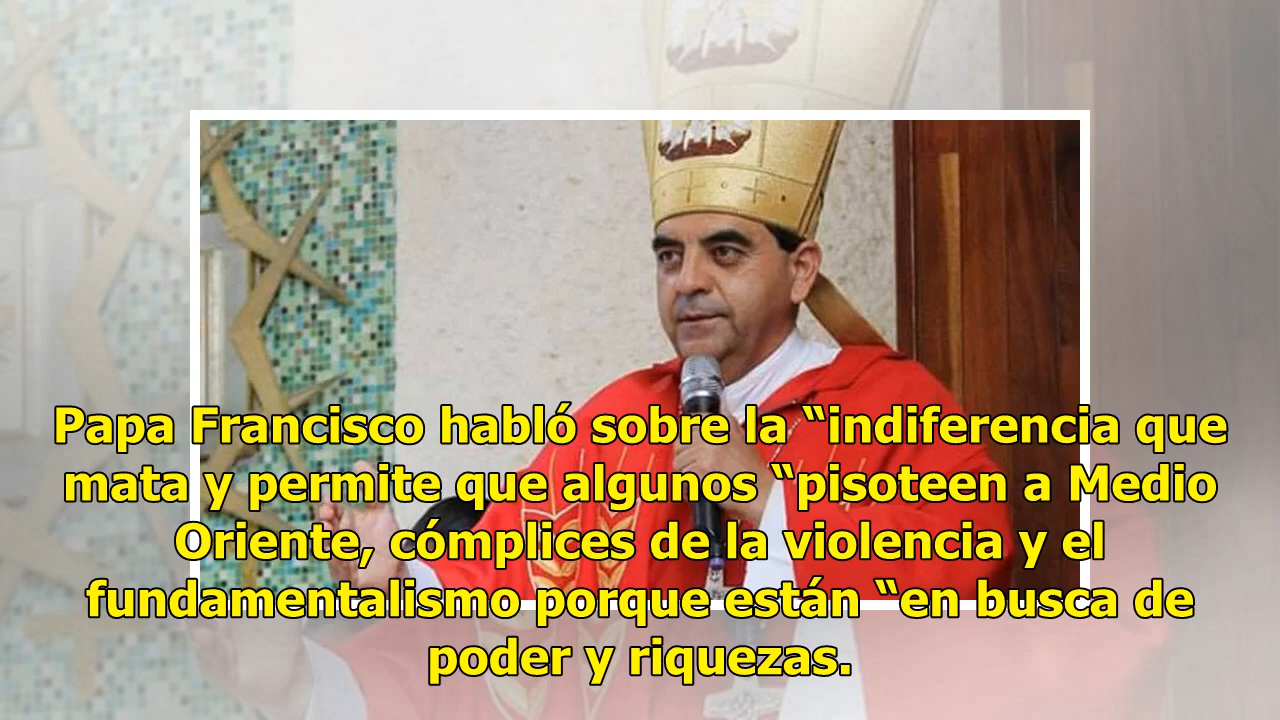 Papa Francisco habló sobre la “indiferencia que
mata y permite que algunos “pisoteen a Medio
Oriente, cómplices de la violencia y el
fundamentalismo porque están “en busca de
poder y riquezas.